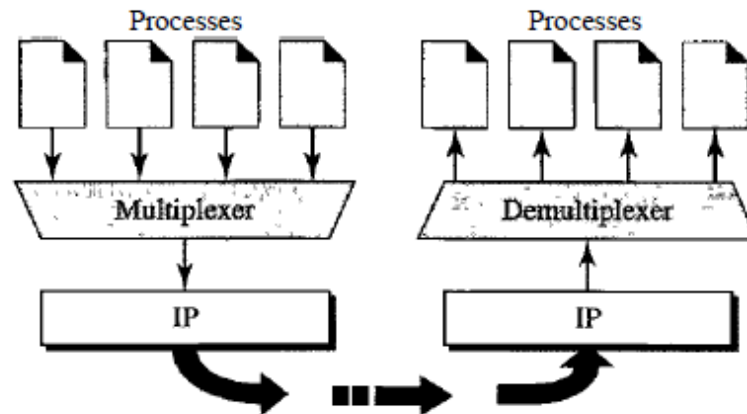 Processes
Processes
Multiplexer
Demultiplexer
IP
IP